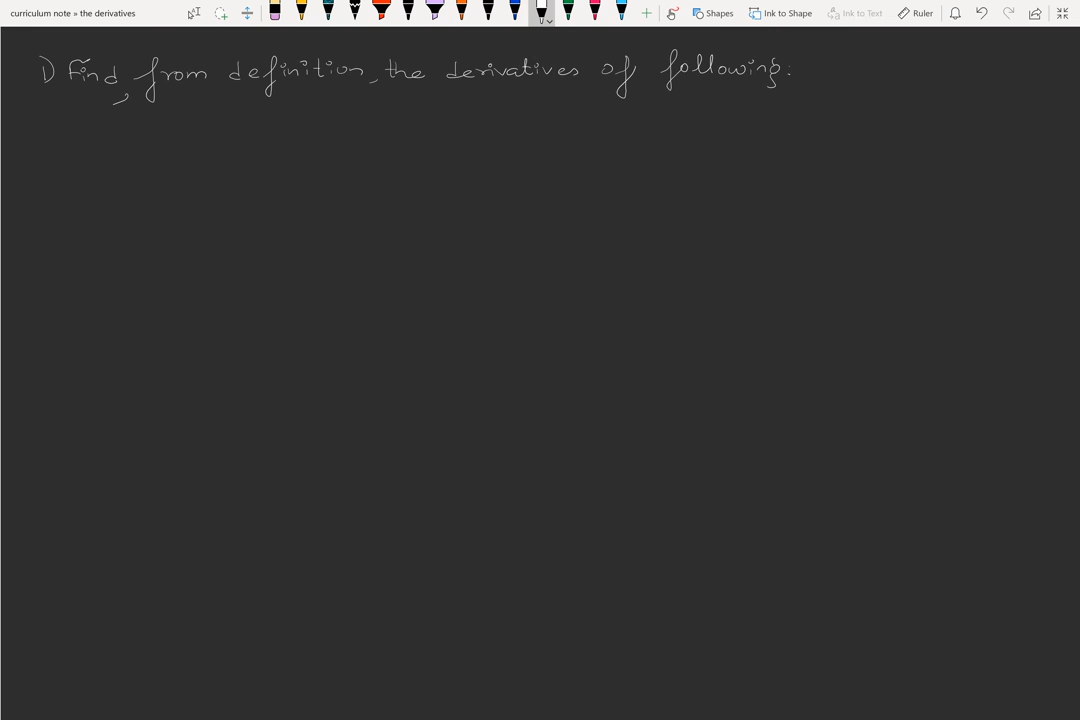 curriculum note » the derivatives Shapes Ink to Shape Ink to Text Ruler
1) Find, from definition, the derivatives of following: